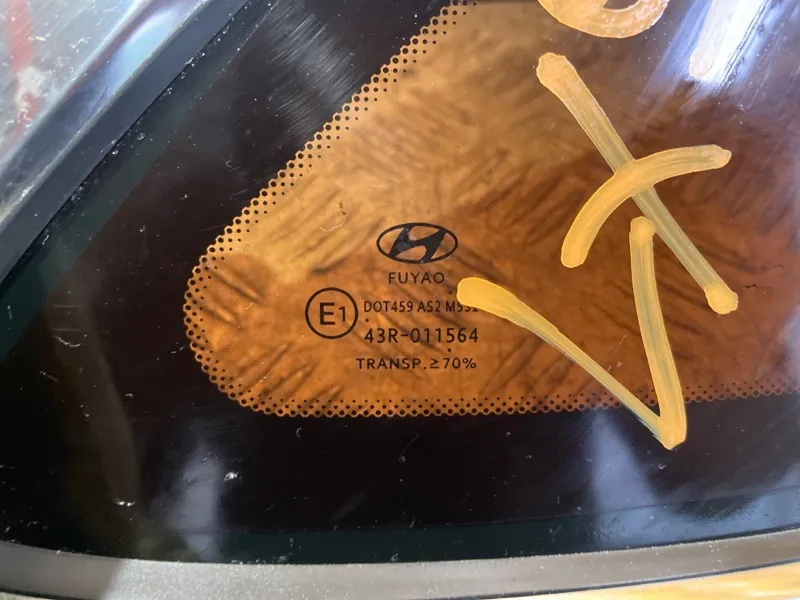 FUYAO
E1
DOT459 AS2
43R-011564
TRANSP.≥70%